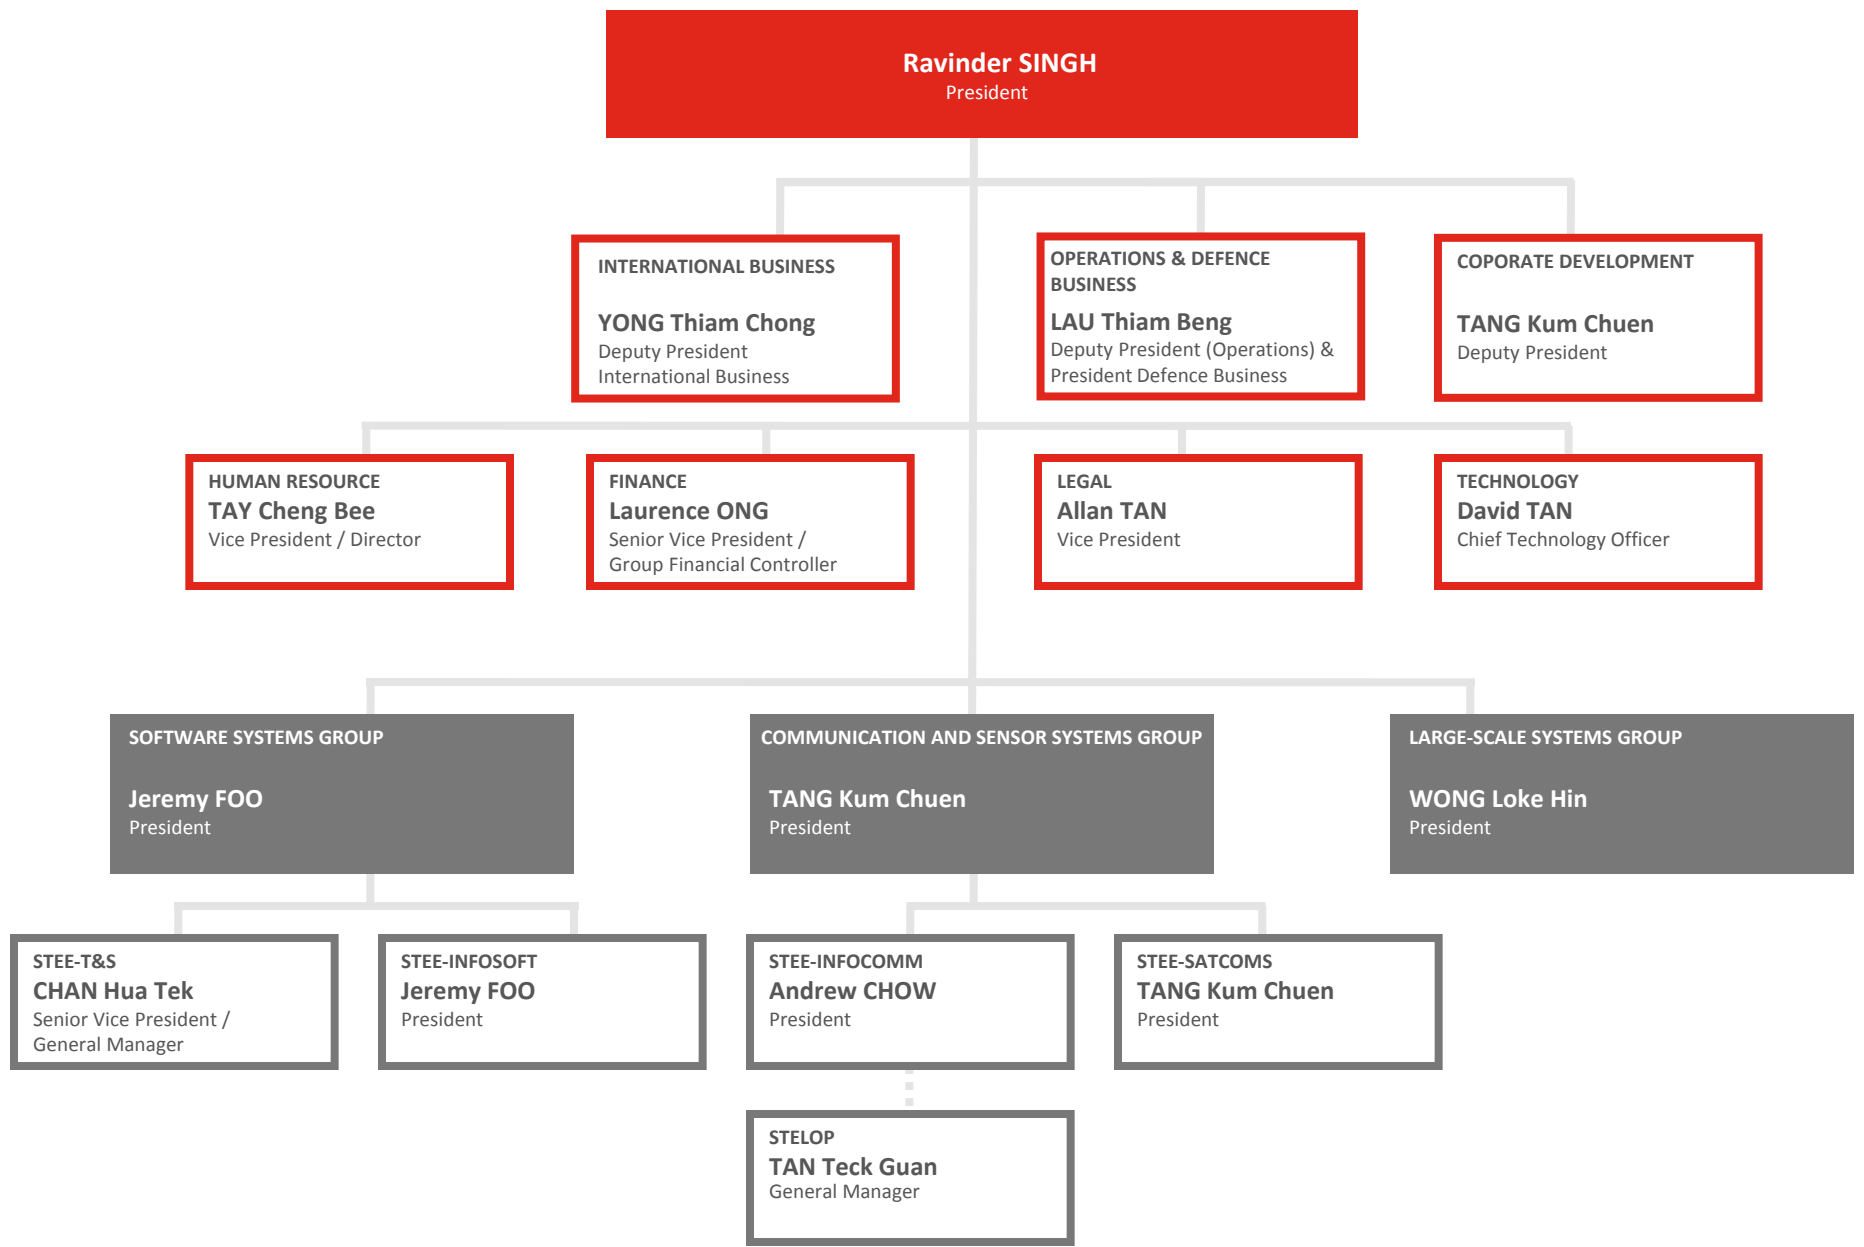 Ravinder SINGH
President
INTERNATIONAL BUSINESS
YONG Thiam Chong
Deputy President
International Business
OPERATIONS & DEFENCE
BUSINESS
LAU Thiam Beng
Deputy President (Operations) &
President Defence Business
COPORATE DEVELOPMENT
TANG Kum Chuen
Deputy President
HUMAN RESOURCE
TAY Cheng Bee
Vice President / Director
FINANCE
Laurence ONG
Senior Vice President /
Group Financial Controller
LEGAL
Allan TAN
Vice President
TECHNOLOGY
David TAN
Chief Technology Officer
SOFTWARE SYSTEMS GROUP
Jeremy FOO
President
COMMUNICATION AND SENSOR SYSTEMS GROUP
TANG Kum Chuen
President
LARGE-SCALE SYSTEMS GROUP
WONG Loke Hin
President
STEE-T&S
CHAN Hua Tek
Senior Vice President /
General Manager
STEE-INFOSOFT
Jeremy FOO
President
STEE-INFOCOMM
Andrew CHOW
President
STEE-SATCOMS
TANG Kum Chuen
President
STELOP
TAN Teck Guan
General Manager